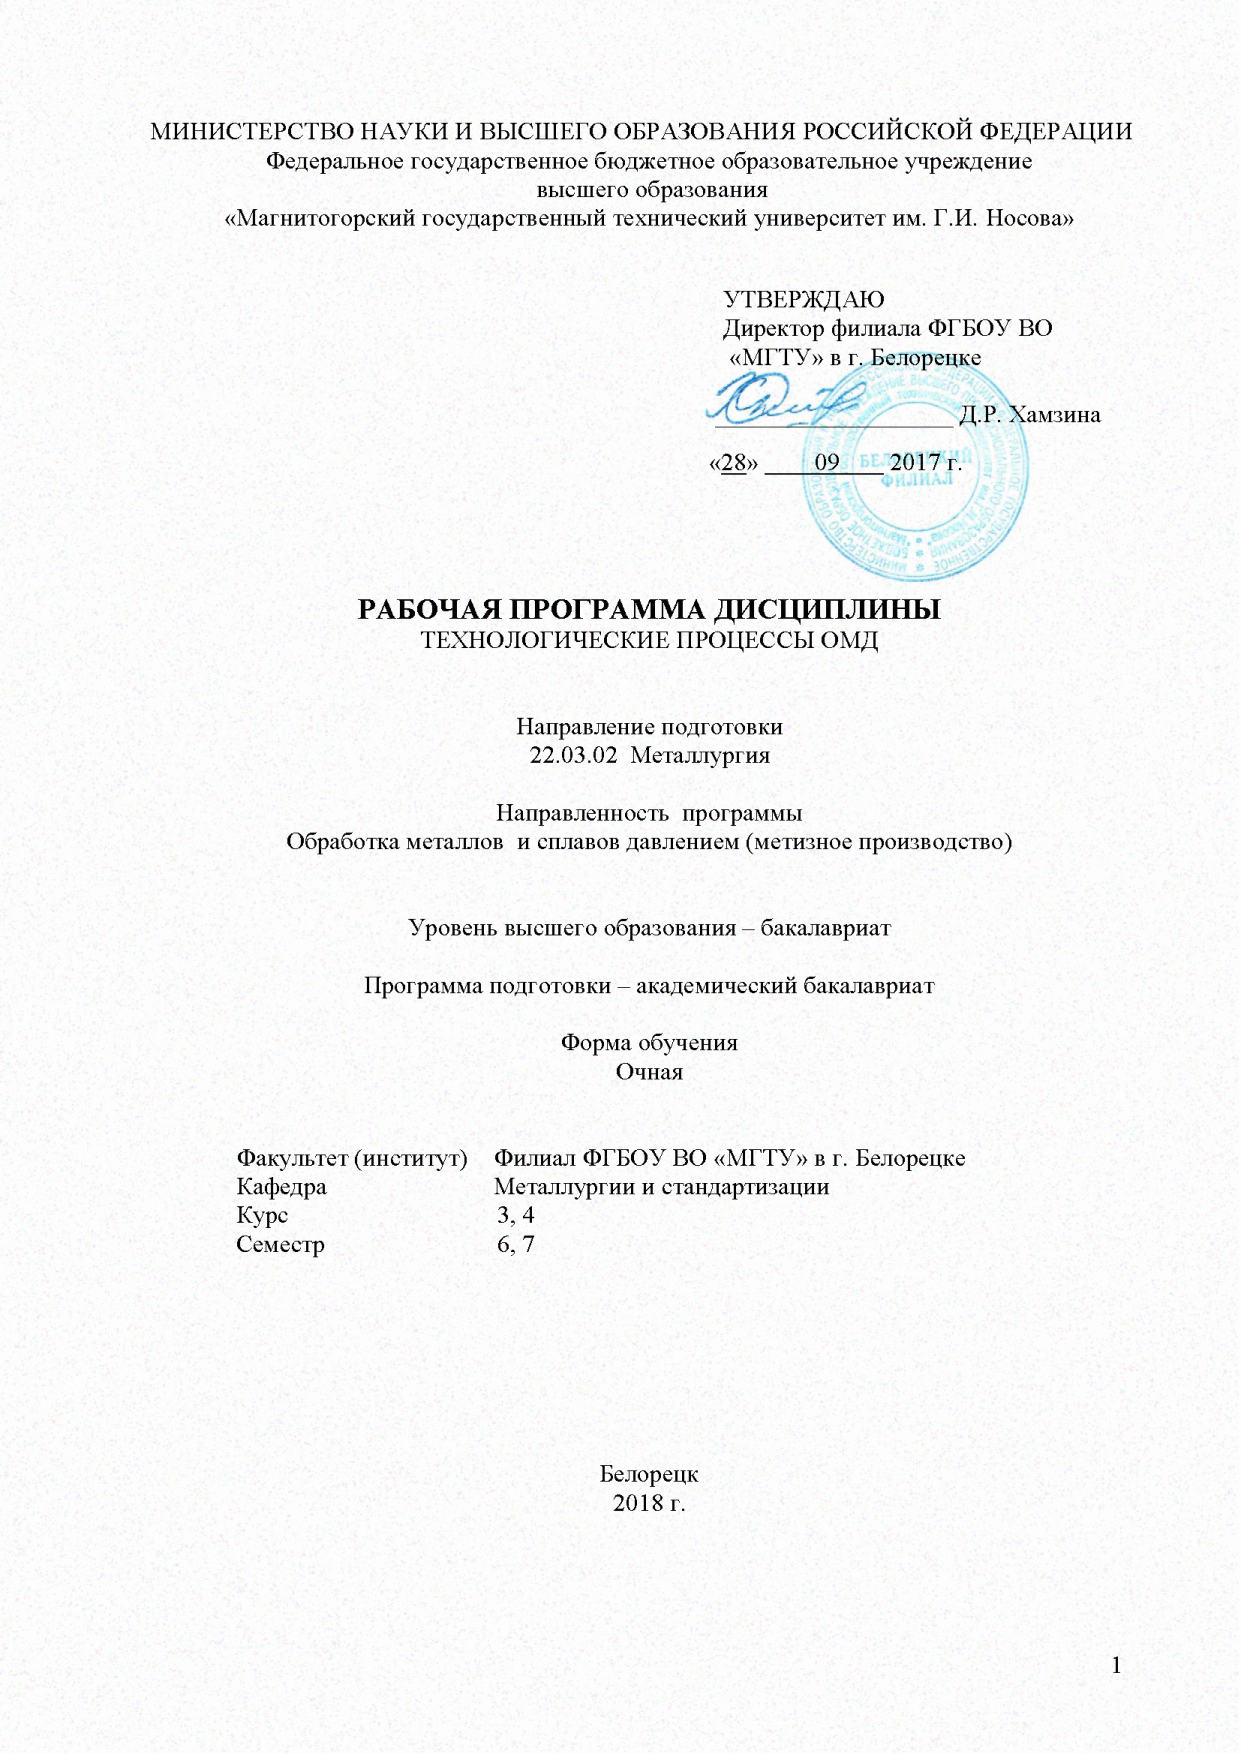 МИНИСТЕРСТВО НАУКИ И ВЫСШЕГО ОБРАЗОВАНИЯ РОССИЙСКОЙ ФЕДЕРАЦИИ
Федеральное государственное бюджетное образовательное учреждение
высшего образования
«Магнитогорский государственный технический университет им. Г.И. Носова»
УТВЕРЖДАЮ
Директор филиала ФГБОУ ВО
«МГТУ» в г. Белорецке
Д.Р. Хамзина
«28» 09 2017 г.
БЕЛОРЕЦКИЙ
ФИЛИАЛ
РАБОЧАЯ ПРОГРАММА ДИСЦИПЛИНЫ
ТЕХНОЛОГИЧЕСКИЕ ПРОЦЕССЫ ОМД
Направление подготовки
22.03.02 Металлургия
Направленность программы
Обработка металлов и сплавов давлением (метизное производство)
Уровень высшего образования – бакалавриат
Программа подготовки – академический бакалавриат
Форма обучения
Очная
Факультет (институт) Филиал ФГБОУ ВО «МГТУ» в г. Белорецке
Кафедра Металлургии и стандартизации
Курс 3, 4
Семестр 6, 7
Белорецк
2018 г.
1